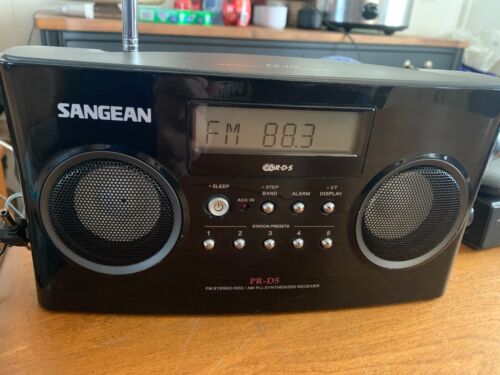 SANGEAN
FM 88.3
R·D·S
• SLEEP
AUX IN
• STEP
BAND
ALARM
• CT
DISPLAY
STATION PRESETS
1 2 3 4 5
PR-D5
FM STEREO RDS / AM PLL SYNTHESIZED RECEIVER